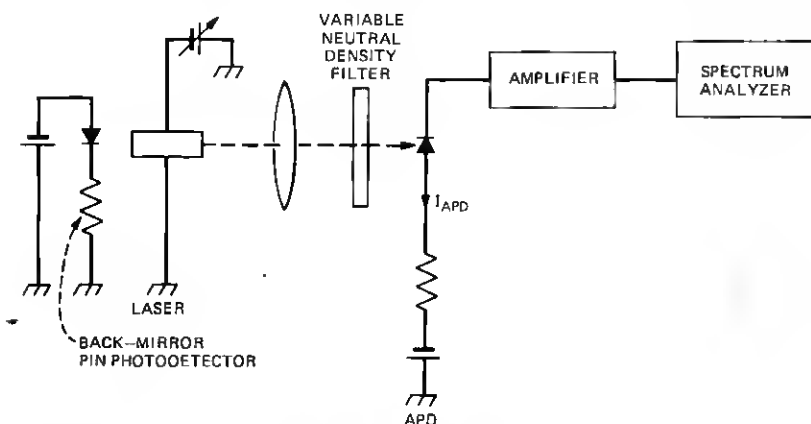 VARIABLE
NEUTRAL
DENSITY
FILTER
AMPLIFIER
SPECTRUM
ANALYZER
I_APD
LASER
BACK-MIRROR
PIN PHOTODETECTOR
APD